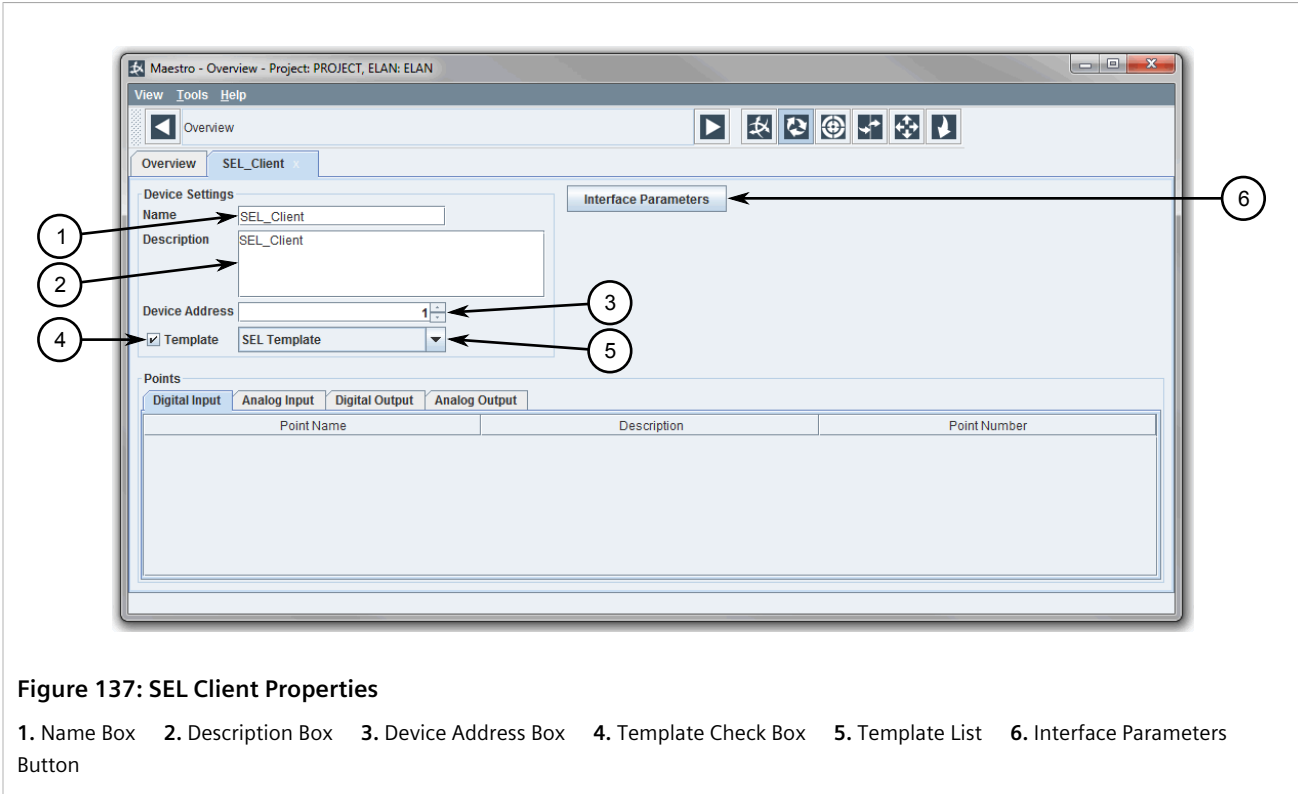 Maestro - Overview - Project: PROJECT, ELAN: ELAN
View Tools Help
Overview
Overview SEL_Client x
Device Settings
Interface Parameters
6
Name
SEL_Client
1
Description
SEL_Client
2
Device Address
1
3
4
Template
SEL Template
5
Points
Digital Input Analog Input Digital Output Analog Output
Point Name Description Point Number
Figure 137: SEL Client Properties
1. Name Box 2. Description Box 3. Device Address Box 4. Template Check Box 5. Template List 6. Interface Parameters
Button